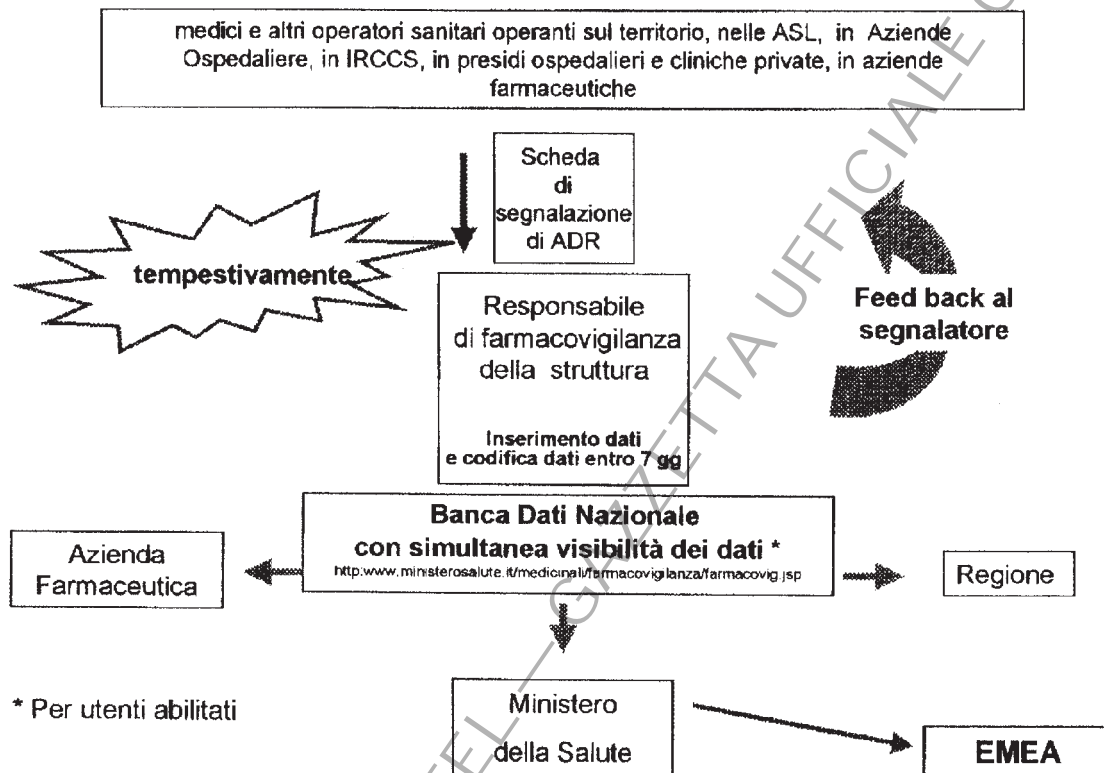 medici e altri operatori sanitari operanti sul territorio, nelle ASL, in Aziende
Ospedaliere, in IRCCS, in presidi ospedalieri e cliniche private, in aziende
farmaceutiche
Scheda
di
segnalazione
di ADR
tempestivamente
Responsabile
di farmacovigilanza
della struttura
Inserimento dati
e codifica dati entro 7 gg
Feed back al
segnalatore
Banca Dati Nazionale
con simultanea visibilità dei dati *
http:www.ministerosalute.it/medicinali/farmacovigilanza/farmacovig.jsp
Azienda
Farmaceutica
Regione
* Per utenti abilitati
Ministero
della Salute
EMEA
GAZZETTA UFFICIALE